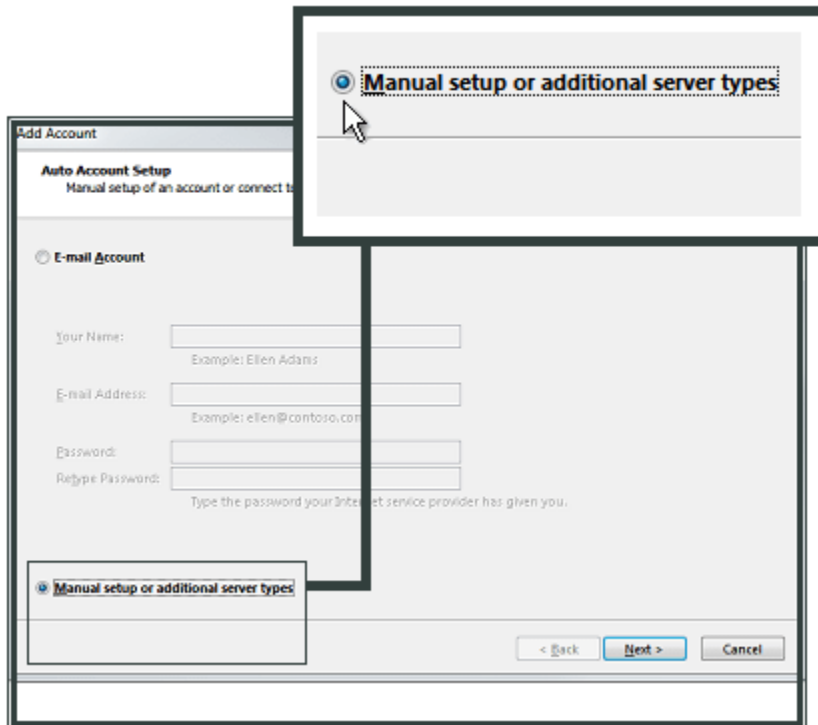 Manual setup or additional server types
Add Account
Auto Account Setup
Manual setup of an account or connect t
E-mail Account
Your Name:
Example: Ellen Adams
E-mail Address:
Example: ellen@contoso.com
Password:
Retype Password:
Type the password your Internet service provider has given you.
Manual setup or additional server types
< Back Next > Cancel